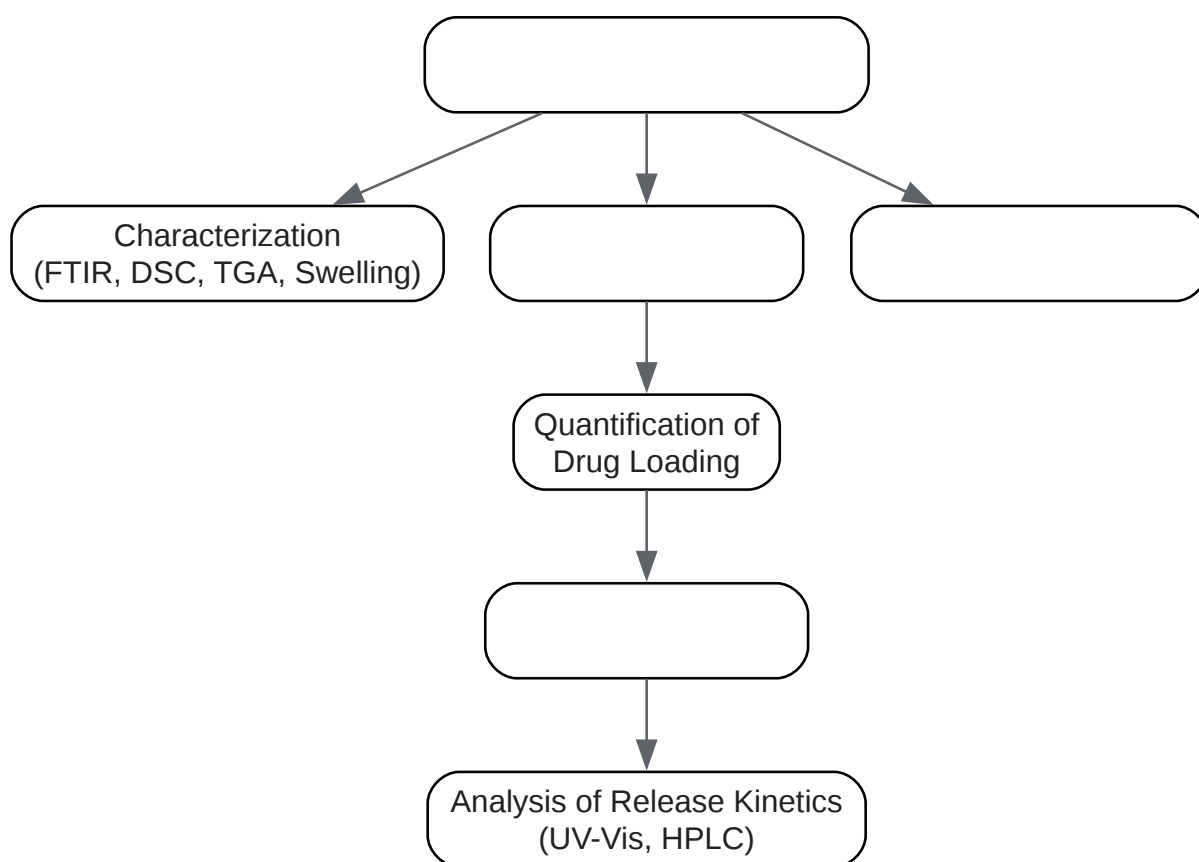 Characterization
(FTIR, DSC, TGA, Swelling)
Quantification of
Drug Loading
Analysis of Release Kinetics
(UV-Vis, HPLC)